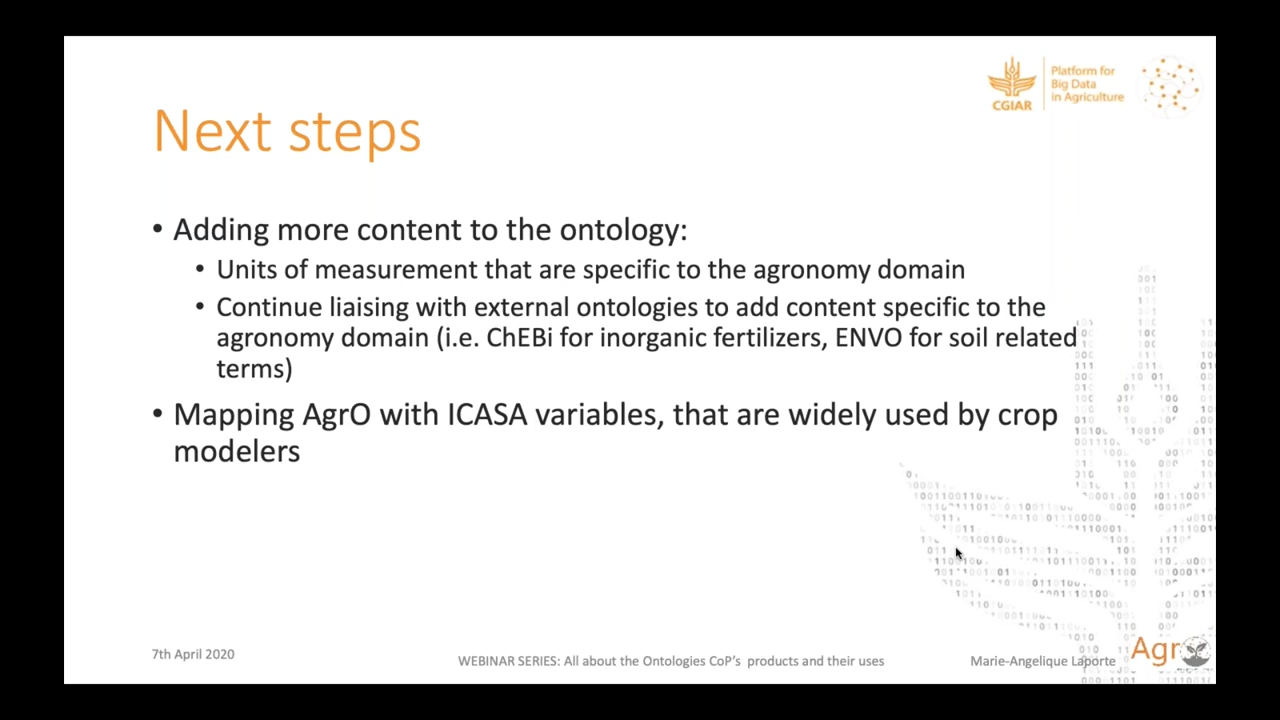 CGIAR
Platform for
Big Data
in Agriculture
Next steps
• Adding more content to the ontology:
• Units of measurement that are specific to the agronomy domain
• Continue liaising with external ontologies to add content specific to the
agronomy domain (i.e. ChEBi for inorganic fertilizers, ENVO for soil related
terms)
• Mapping AgrO with ICASA variables, that are widely used by crop
modelers
7th April 2020
WEBINAR SERIES: All about the Ontologies CoP’s products and their uses
Marie-Angelique Laporte
Agr